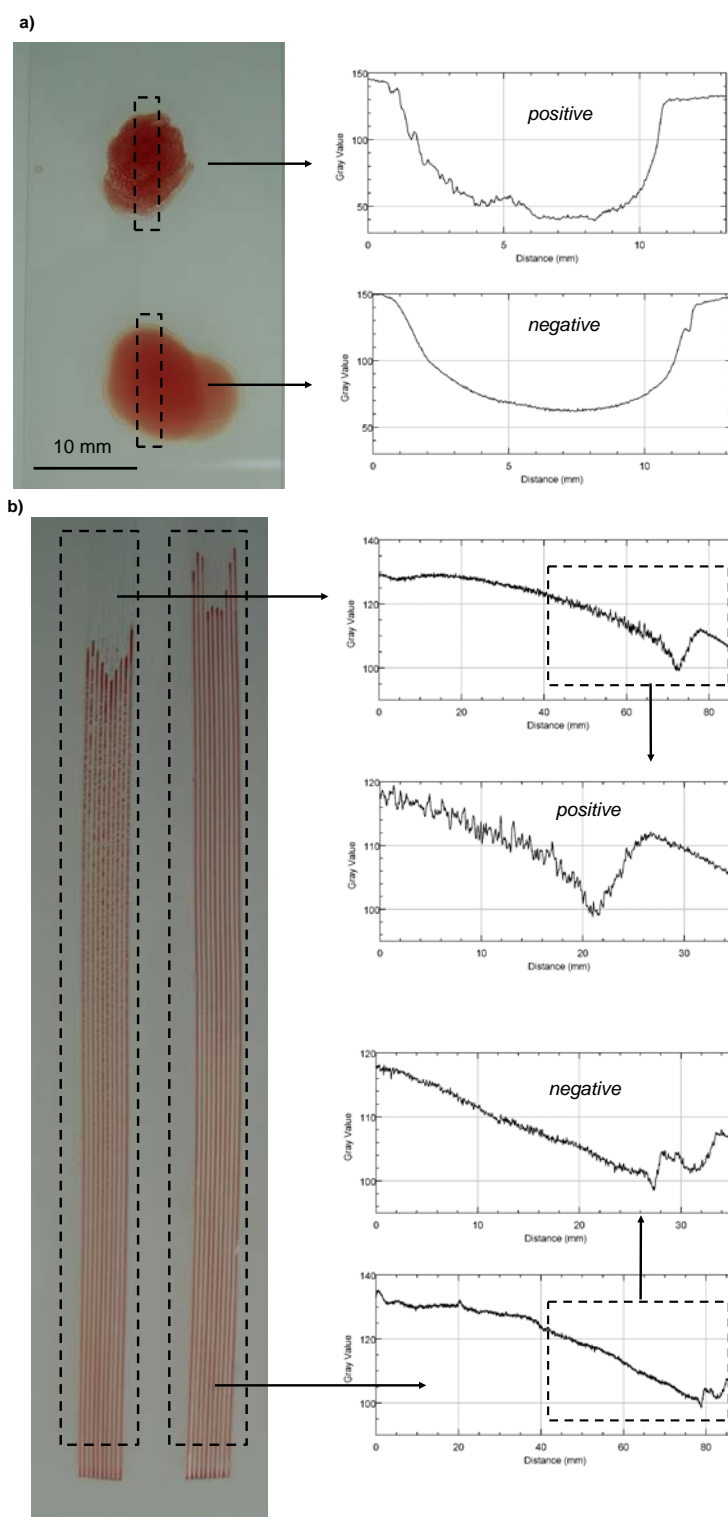 a)
150
100
50
0
5
10
Gray Value
Distance (mm)
positive
150
100
50
0
5
10
Gray Value
Distance (mm)
negative
10 mm
b)
140
120
100
0
20
40
60
80
Gray Value
Distance (mm)
120
110
100
0
10
20
30
Gray Value
Distance (mm)
positive
120
110
100
0
10
20
30
Gray Value
Distance (mm)
negative
140
120
100
0
20
40
60
80
Gray Value
Distance (mm)